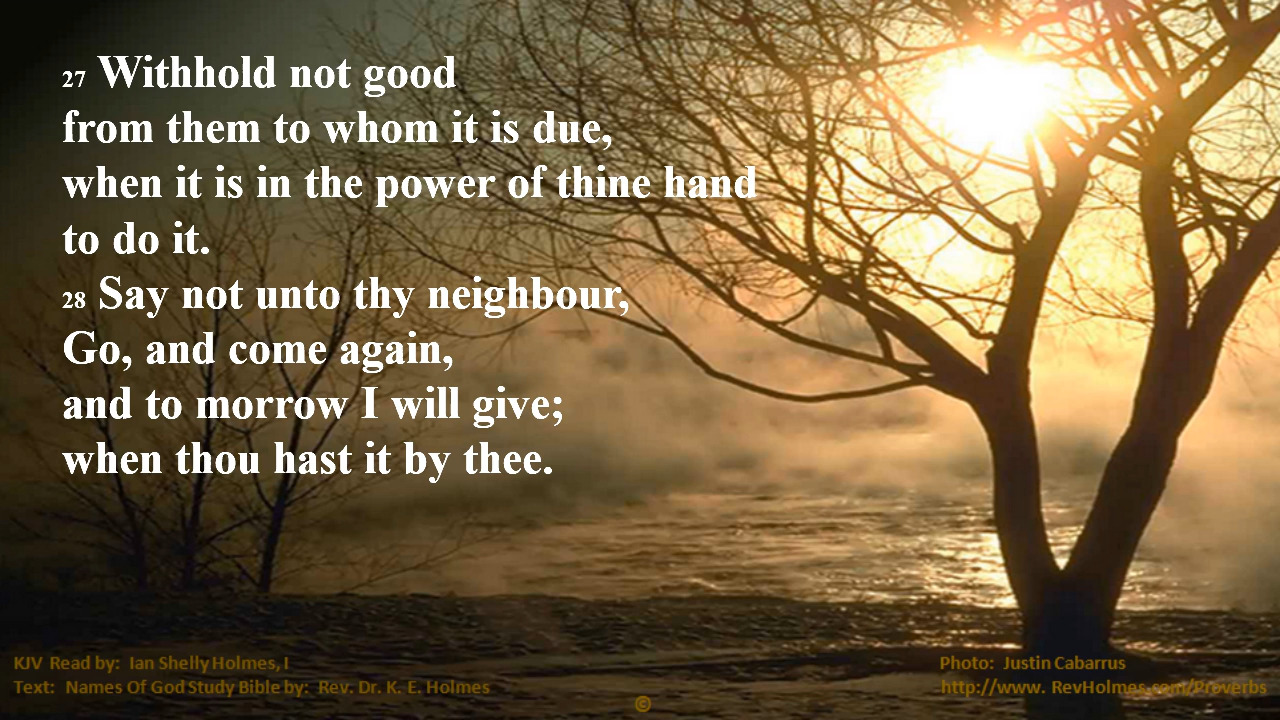 27 Withhold not good
from them to whom it is due,
when it is in the power of thine hand
to do it.
28 Say not unto thy neighbour,
Go, and come again,
and to morrow I will give;
when thou hast it by thee.
KJV Read by: Ian Shelly Holmes, I
Text: Names Of God Study Bible by: Rev. Dr. K. E. Holmes
©
Photo: Justin Cabarrus
http://www. RevHolmes.com/Proverbs